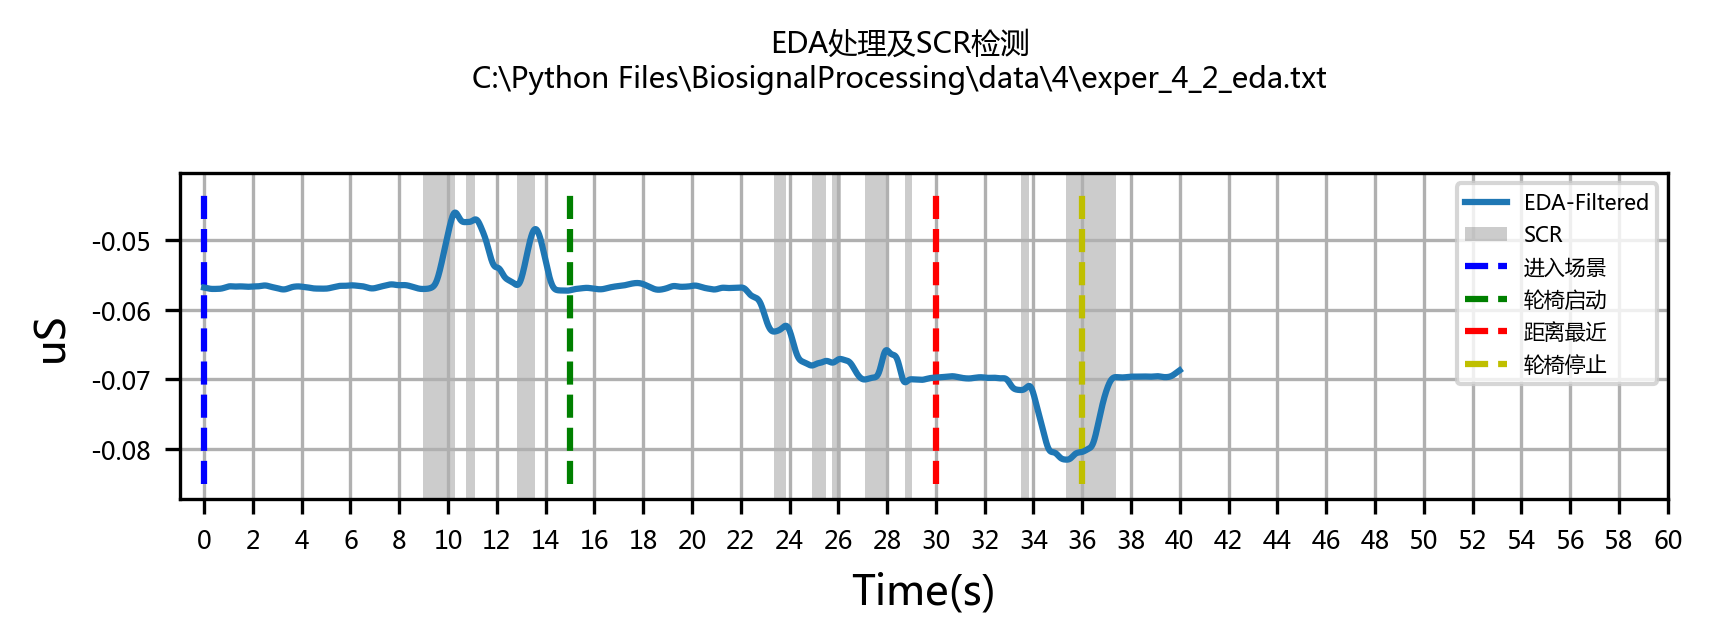 EDA处理及SCR检测
C:\Python Files\BiosignalProcessing\data\4\exper_4_2_eda.txt
EDA-Filtered
SCR
进入场景
轮椅启动
距离最近
轮椅停止
uS
-0.05
-0.06
-0.07
-0.08
0 2 4 6 8 10 12 14 16 18 20 22 24 26 28 30 32 34 36 38 40 42 44 46 48 50 52 54 56 58 60
Time(s)